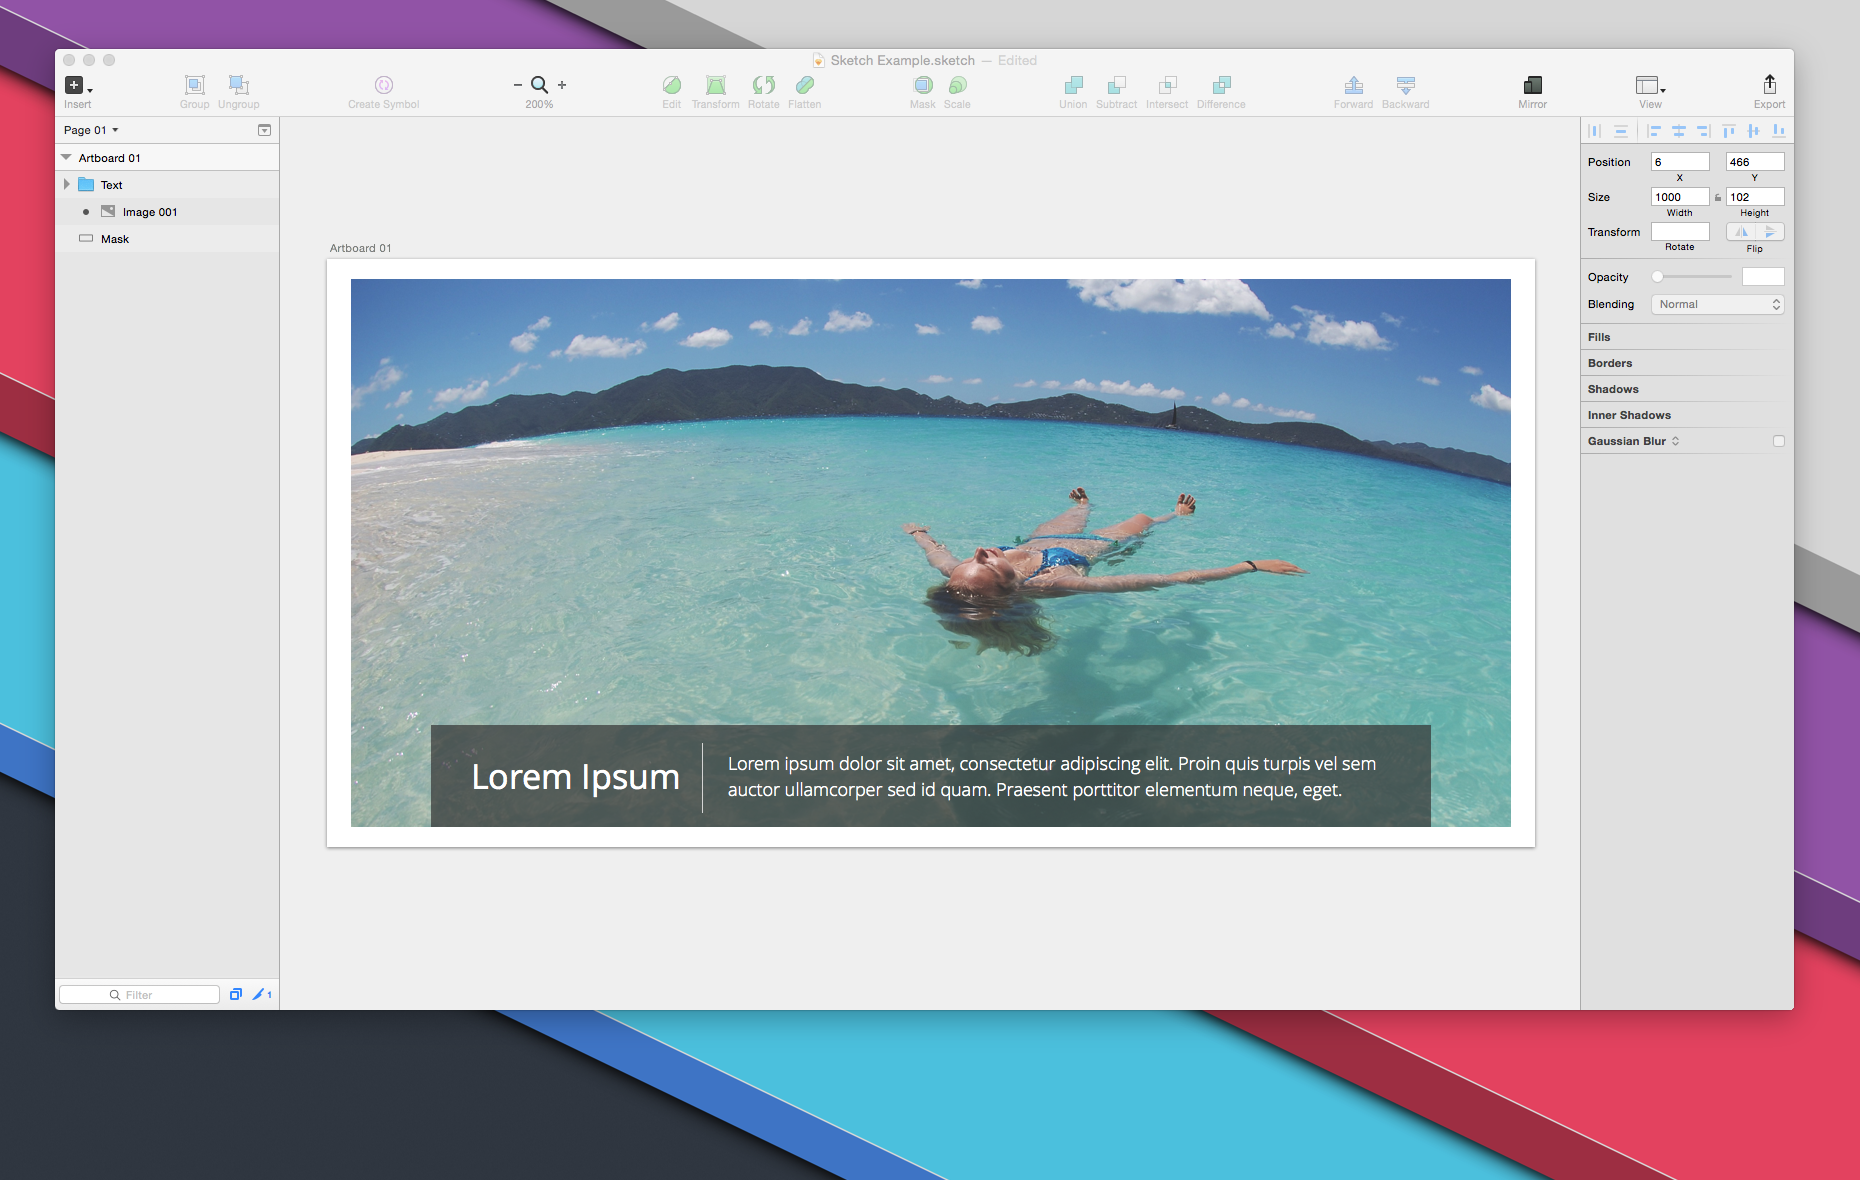 Sketch Example.sketch — Edited
Insert
Group
Ungroup
Create Symbol
200%
Edit
Transform
Rotate
Flatten
Mask
Scale
Union
Subtract
Intersect
Difference
Forward
Backward
Mirror
View
Export
Page 01
Artboard 01
Text
Image 001
Mask
Filter
1
Artboard 01
Lorem Ipsum
Lorem ipsum dolor sit amet, consectetur adipiscing elit. Proin quis turpis vel sem
auctor ullamcorper sed id quam. Praesent porttitor elementum neque, eget.
Position 6 466
X Y
Size 1000 102
Width Height
Transform
Rotate Flip
Opacity
Blending Normal
Fills
Borders
Shadows
Inner Shadows
Gaussian Blur